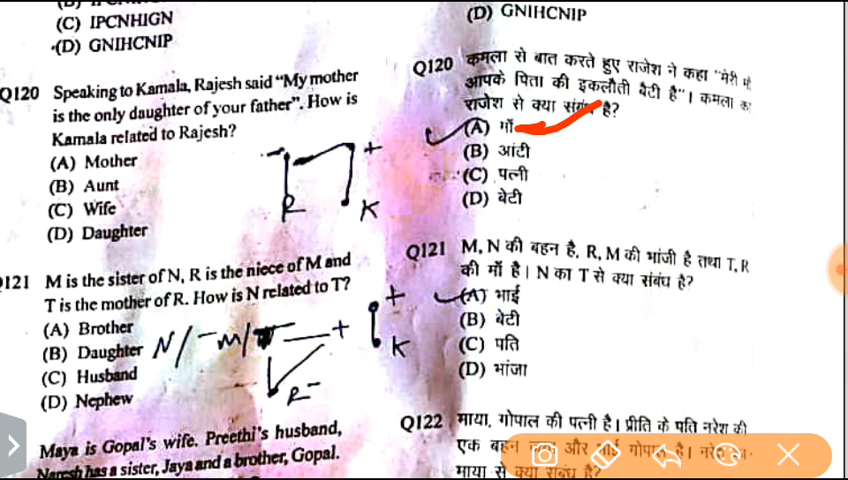 (C) IPCNHIGN
(D) GNIHCNIP
Q120 Speaking to Kamala, Rajesh said "My mother
is the only daughter of your father". How is
Kamala related to Rajesh?
(A) Mother
(B) Aunt
(C) Wife
(D) Daughter
R K +
121 M is the sister of N, R is the niece of M and
T is the mother of R. How is N related to T?
(A) Brother
(B) Daughter
(C) Husband
(D) Nephew
+
K
R
Maya is Gopal's wife. Preethi's husband,
Naresh has a sister, Jaya and a brother, Gopal.
(D) GNIHCNIP
Q120 कमला से बात करते हुए राजेश ने कहा "मेरी
आपके पिता की इकलौती बैटी है"। कमला का
राजेश से क्या संबंध है?
(A) माँ
(B) आंटी
(C) पत्नी
(D) बेटी
Q121 M, N की बहन है, R, M की भांजी है तथा T, R
की माँ है। N का T से क्या संबंध है?
(A) भाई
(B) बेटी
(C) पति
(D) भांजा
Q122 माया, गोपाल की पत्नी है। प्रीति के पति नरेश की
एक बहन और गोपाल है।
माया से क्या संबंध है?